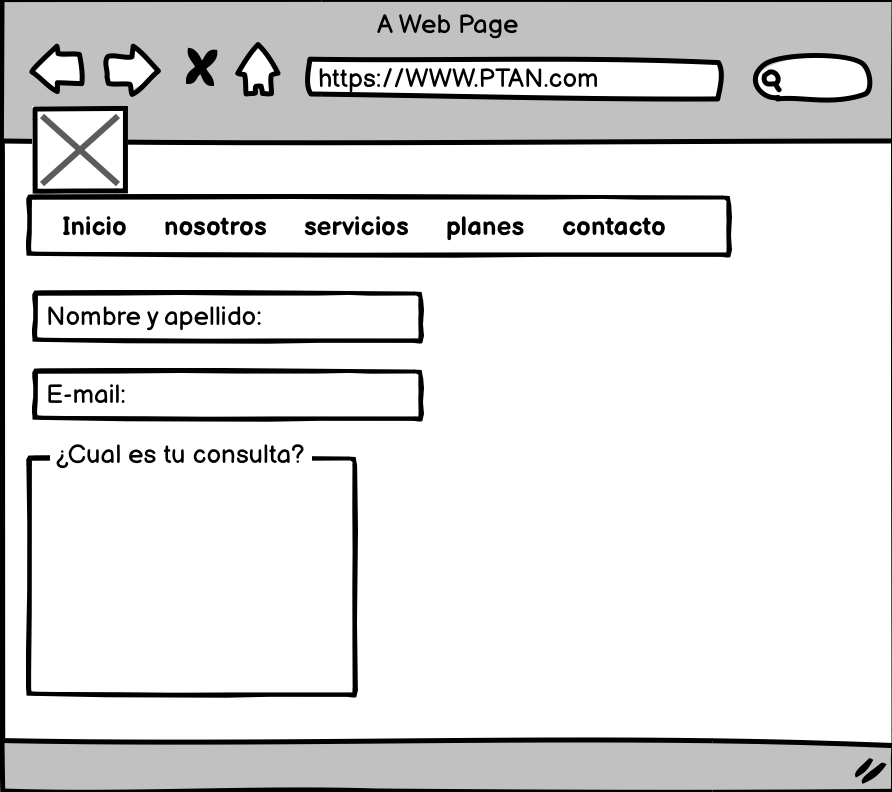 A Web Page
https://WWW.PTAN.com
Inicio nosotros servicios planes contacto
Nombre y apellido:
E-mail:
¿Cual es tu consulta?